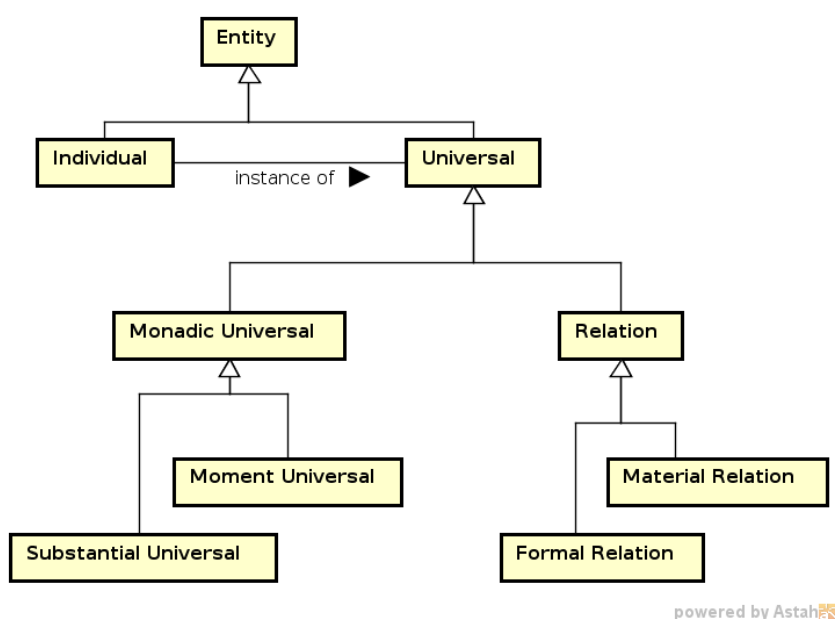 Entity
Individual
Universal
instance of
Monadic Universal
Relation
Moment Universal
Material Relation
Substantial Universal
Formal Relation
powered by Astah